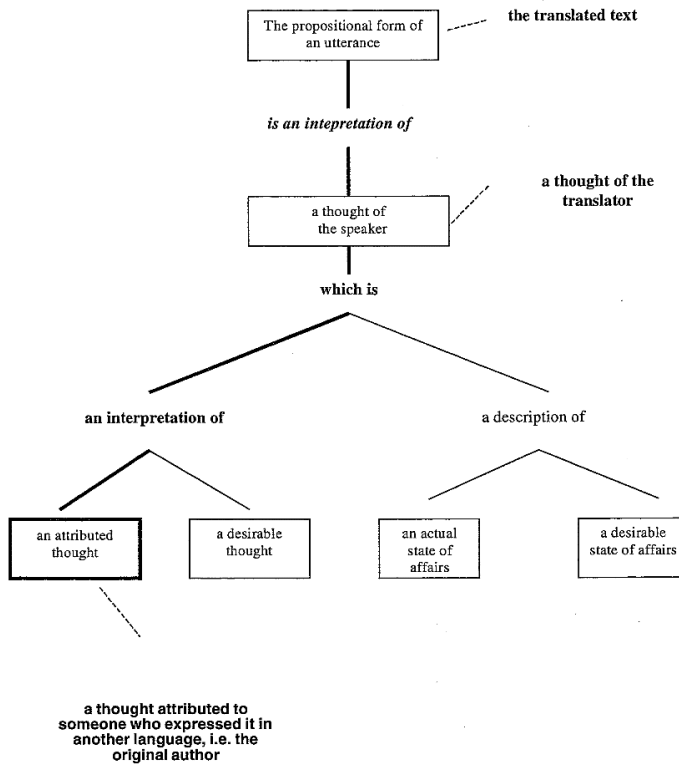 The propositional form of
an utterance
the translated text
is an intepretation of
a thought of
the speaker
a thought of the
translator
which is
an interpretation of
a description of
an attributed
thought
a desirable
thought
an actual
state of
affairs
a desirable
state of affairs
a thought attributed to
someone who expressed it in
another language, i.e. the
original author